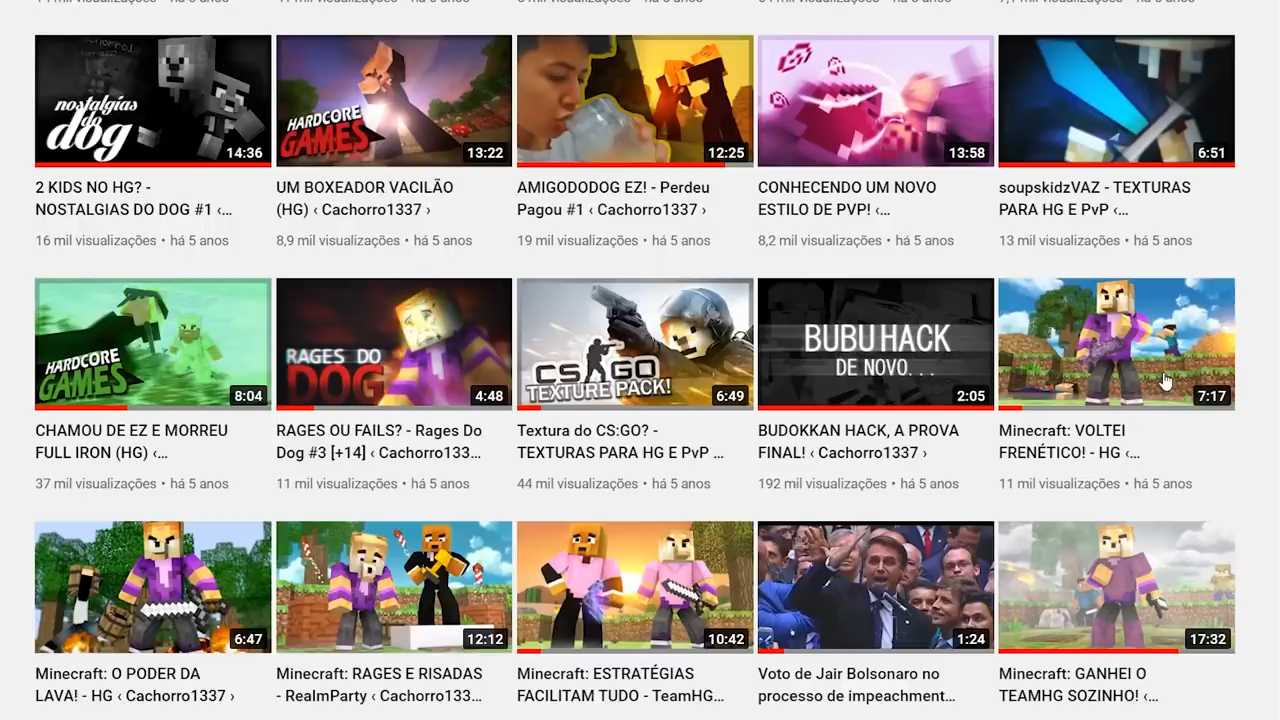 nostalgias
do
dog
14:36
HARDCORE
GAMES
13:22
12:25
13:58
6:51
2 KIDS NO HG? -
NOSTALGIAS DO DOG #1 ‹...
16 mil visualizações • há 5 anos
UM BOXEADOR VACILÃO
(HG) ‹ Cachorro1337 ›
8,9 mil visualizações • há 5 anos
AMIGODODOG EZ! - Perdeu
Pagou #1 ‹ Cachorro1337 ›
19 mil visualizações • há 5 anos
CONHECENDO UM NOVO
ESTILO DE PVP! ‹...
8,2 mil visualizações • há 5 anos
soupskidzVAZ - TEXTURAS
PARA HG E PvP ‹...
13 mil visualizações • há 5 anos
HARDCORE
GAMES
8:04
RAGES DO
DOG
4:48
CS GO
TEXTURE PACK!
6:49
BUBU HACK
DE NOVO...
2:05
7:17
CHAMOU DE EZ E MORREU
FULL IRON (HG) ‹...
37 mil visualizações • há 5 anos
RAGES OU FAILS? - Rages Do
Dog #3 [+14] ‹ Cachorro133...
11 mil visualizações • há 5 anos
Textura do CS:GO? -
TEXTURAS PARA HG E PvP ...
44 mil visualizações • há 5 anos
BUDOKKAN HACK, A PROVA
FINAL! ‹ Cachorro1337 ›
192 mil visualizações • há 5 anos
Minecraft: VOLTEI
FRENÉTICO! - HG ‹...
11 mil visualizações • há 5 anos
6:47
12:12
10:42
1:24
17:32
Minecraft: O PODER DA
LAVA! - HG ‹ Cachorro1337 ›
Minecraft: RAGES E RISADAS
- RealmParty ‹ Cachorro133...
Minecraft: ESTRATÉGIAS
FACILITAM TUDO - TeamHG...
Voto de Jair Bolsonaro no
processo de impeachment...
Minecraft: GANHEI O
TEAMHG SOZINHO! ‹...